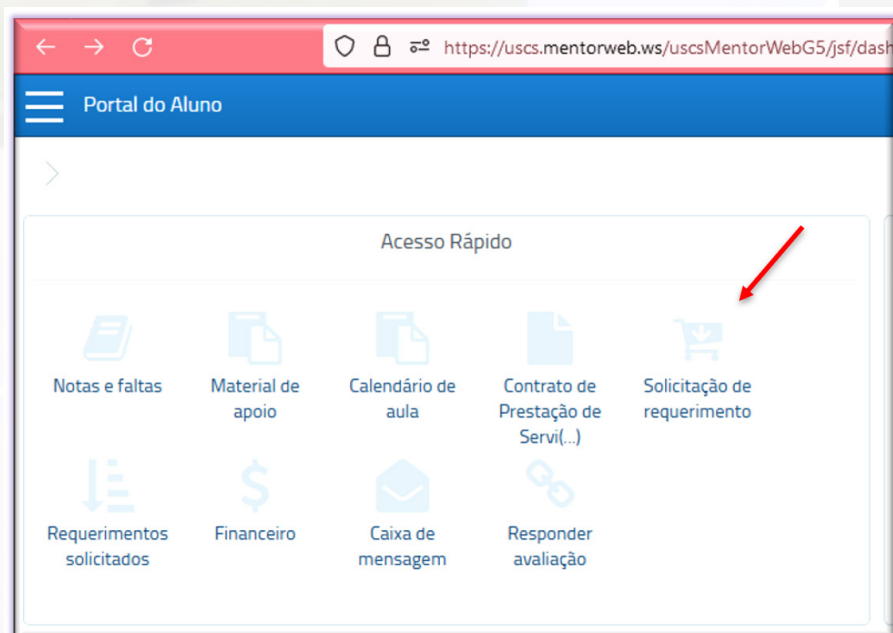 https://uscs.mentorweb.ws/uscsMentorWebG5/jsf/dash
Portal do Aluno
Acesso Rápido
Notas e faltas
Material de
apoio
Calendário de
aula
Contrato de
Prestação de
Servi(...)
Solicitação de
requerimento
Requerimentos
solicitados
Financeiro
Caixa de
mensagem
Responder
avaliação